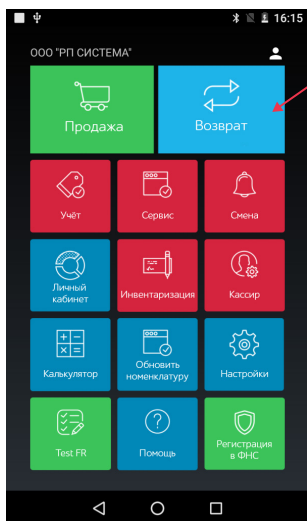 16:15
ООО "РП СИСТЕМА"
Продажа
Возврат
Учёт
Сервис
Смена
Личный
кабинет
Инвентаризация
Кассир
Калькулятор
Обновить
номенклатуру
Настройки
Test FR
Помощь
Регистрация
в ФНС